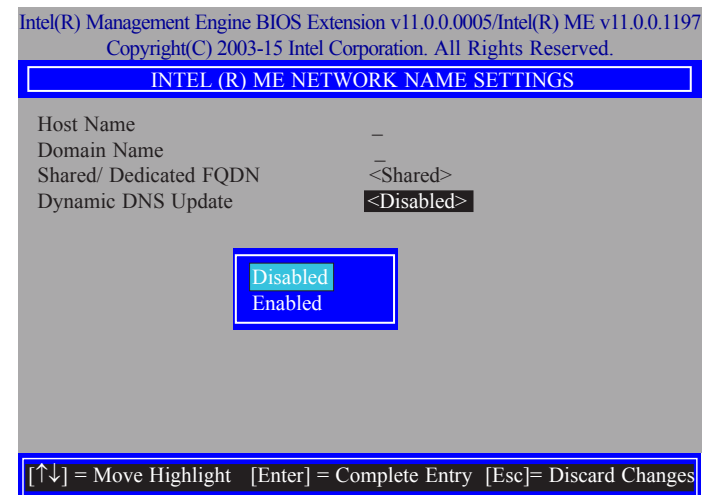 Intel(R) Management Engine BIOS Extension v11.0.0.0005/Intel(R) ME v11.0.0.1197
Copyright(C) 2003-15 Intel Corporation. All Rights Reserved.
INTEL (R) ME NETWORK NAME SETTINGS
Host Name _
Domain Name _
Shared/ Dedicated FQDN <Shared>
Dynamic DNS Update <Disabled>
Disabled
Enabled
[↑↓] = Move Highlight [Enter] = Complete Entry [Esc]= Discard Changes